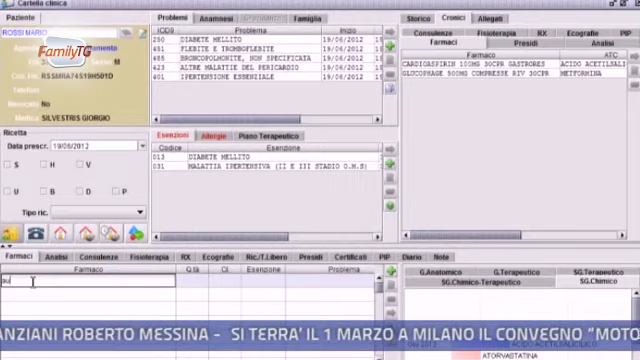 Cartella clinica
Paziente
ROSSI MARIO
FamilyTG
M
Cod. fisc. RSSMRA74S19H501D
Telefoni
Revocato No
Medico SILVESTRIS GIORGIO
Ricetta
Data prescr. 19/06/2012
S H V
U B D P
Tipo ric.
Problemi Anamnesi Gravidanze Famiglia
ICD9 Problema Inizio
250 DIABETE MELLITO 19/06/2012
451 FLEBITE E TROMBOFLEBITE 19/06/2012
485 BRONCOPOLMONITE, NON SPECIFICATA 19/06/2012
423 ALTRE MALATTIE DEL PERICARDIO 19/06/2012
401 IPERTENSIONE ESSENZIALE 19/06/2012
Esenzioni Allergie Piano Terapeutico
Codice Esenzione
013 DIABETE MELLITO
031 MALATTIA IPERTENSIVA (II E III STADIO O.M.S)
Storico Cronici Allegati
Consulenze Fisioterapia RX Ecografie PIP
Farmaci Presidi Analisi
Farmaco ATC
CARDIOASPIRIN 100MG 30CPR GASTRORES ACIDO ACETILSALI
GLUCOPHAGE 500MG COMPRESSE RIV 30CPR METFORMINA
Farmaci Analisi Consulenze Fisioterapia RX Ecografie Ric./T.Libero Presidi Certificati PIP Diario Note
Farmaco Q.tà Cl Esenzione Problema
G.Anatomico G.Terapeutico SG.Terapeutico
SG.Chimico-Terapeutico SG.Chimico
ANZIANI ROBERTO MESSINA - SI TERRA' IL 1 MARZO A MILANO IL CONVEGNO "MOTO
ACIDO ACETILSALICILICO
ATORVASTATINA